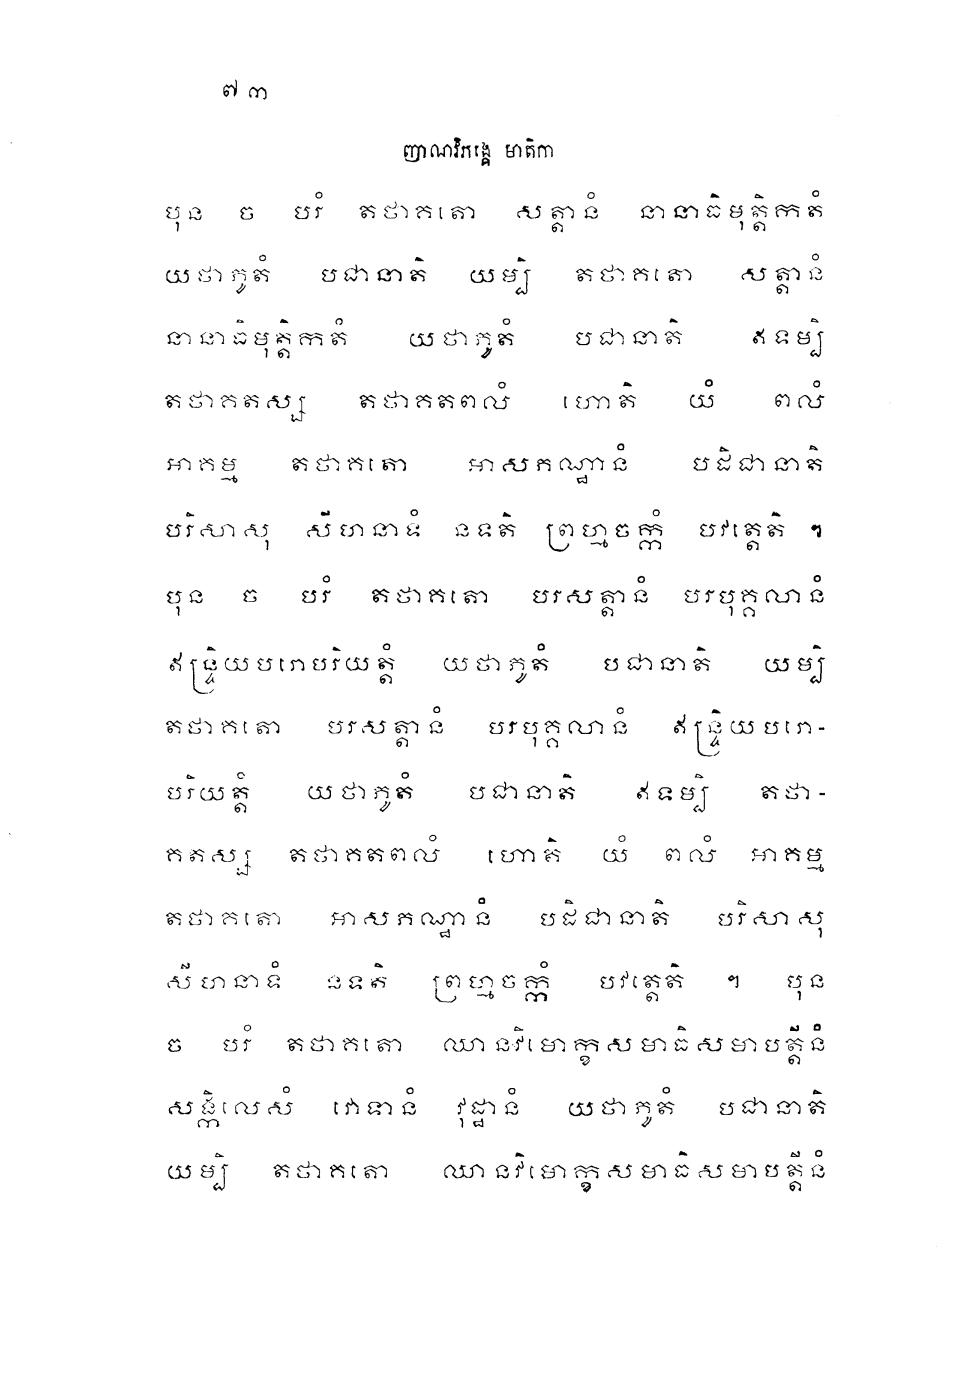 ៧៣
ញាណវិភង្គេ មាតិកា
បុន ច បរំ តថាគតោ សត្តានំ នានាធិមុត្តិកតំ
យថាភូតំ បជានាតិ យម្បិ តថាគតោ សត្តានំ
នានាធិមុត្តិកតំ យថាភូតំ បជានាតិ ឥទម្បិ
តថាគតស្ស តថាគតពលំ ហោតិ យំ ពលំ
អាគម្ម តថាគតោ អាសភណ្ឋានំ បដិជានាតិ
បរិសាសុ សីហនាទំ នទតិ ព្រហ្មចក្កំ បវត្តេតិ ។
បុន ច បរំ តថាគតោ បរសត្តានំ បរបុគ្គលានំ
ឥន្ទ្រិយបរោបរិយត្តំ យថាភូតំ បជានាតិ យម្បិ
តថាគតោ បរសត្តានំ បរបុគ្គលានំ ឥន្ទ្រិយបរោ-
បរិយត្តំ យថាភូតំ បជានាតិ ឥទម្បិ តថា-
គតស្ស តថាគតពលំ ហោតិ យំ ពលំ អាគម្ម
តថាគតោ អាសភណ្ឋានំ បដិជានាតិ បរិសាសុ
សីហនាទំ នទតិ ព្រហ្មចក្កំ បវត្តេតិ ។ បុន
ច បរំ តថាគតោ ឈានវិមោក្ខសមាធិសមាបត្តីនំ
សង្កិលេសំ វោទានំ វុដ្ឋានំ យថាភូតំ បជានាតិ
យម្បិ តថាគតោ ឈានវិមោក្ខសមាធិសមាបត្តីនំ